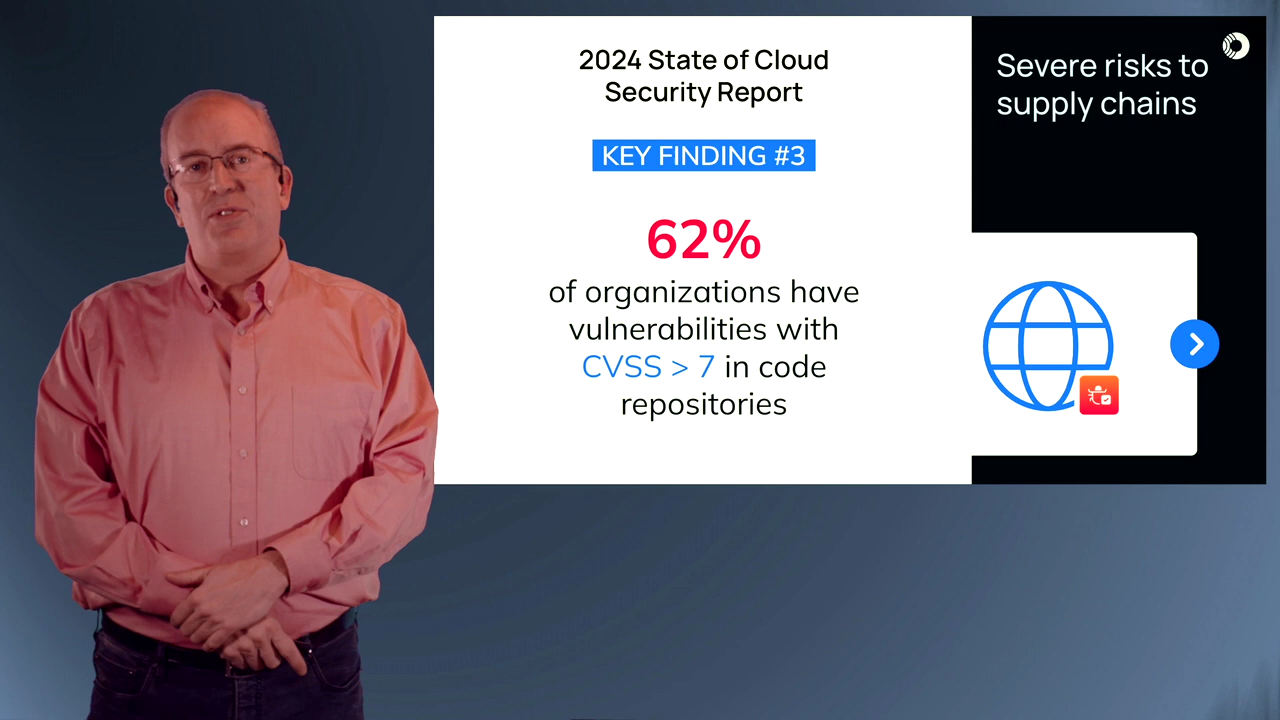 2024 State of Cloud
Security Report
KEY FINDING #3
62%
of organizations have
vulnerabilities with
CVSS > 7 in code
repositories
Severe risks to
supply chains